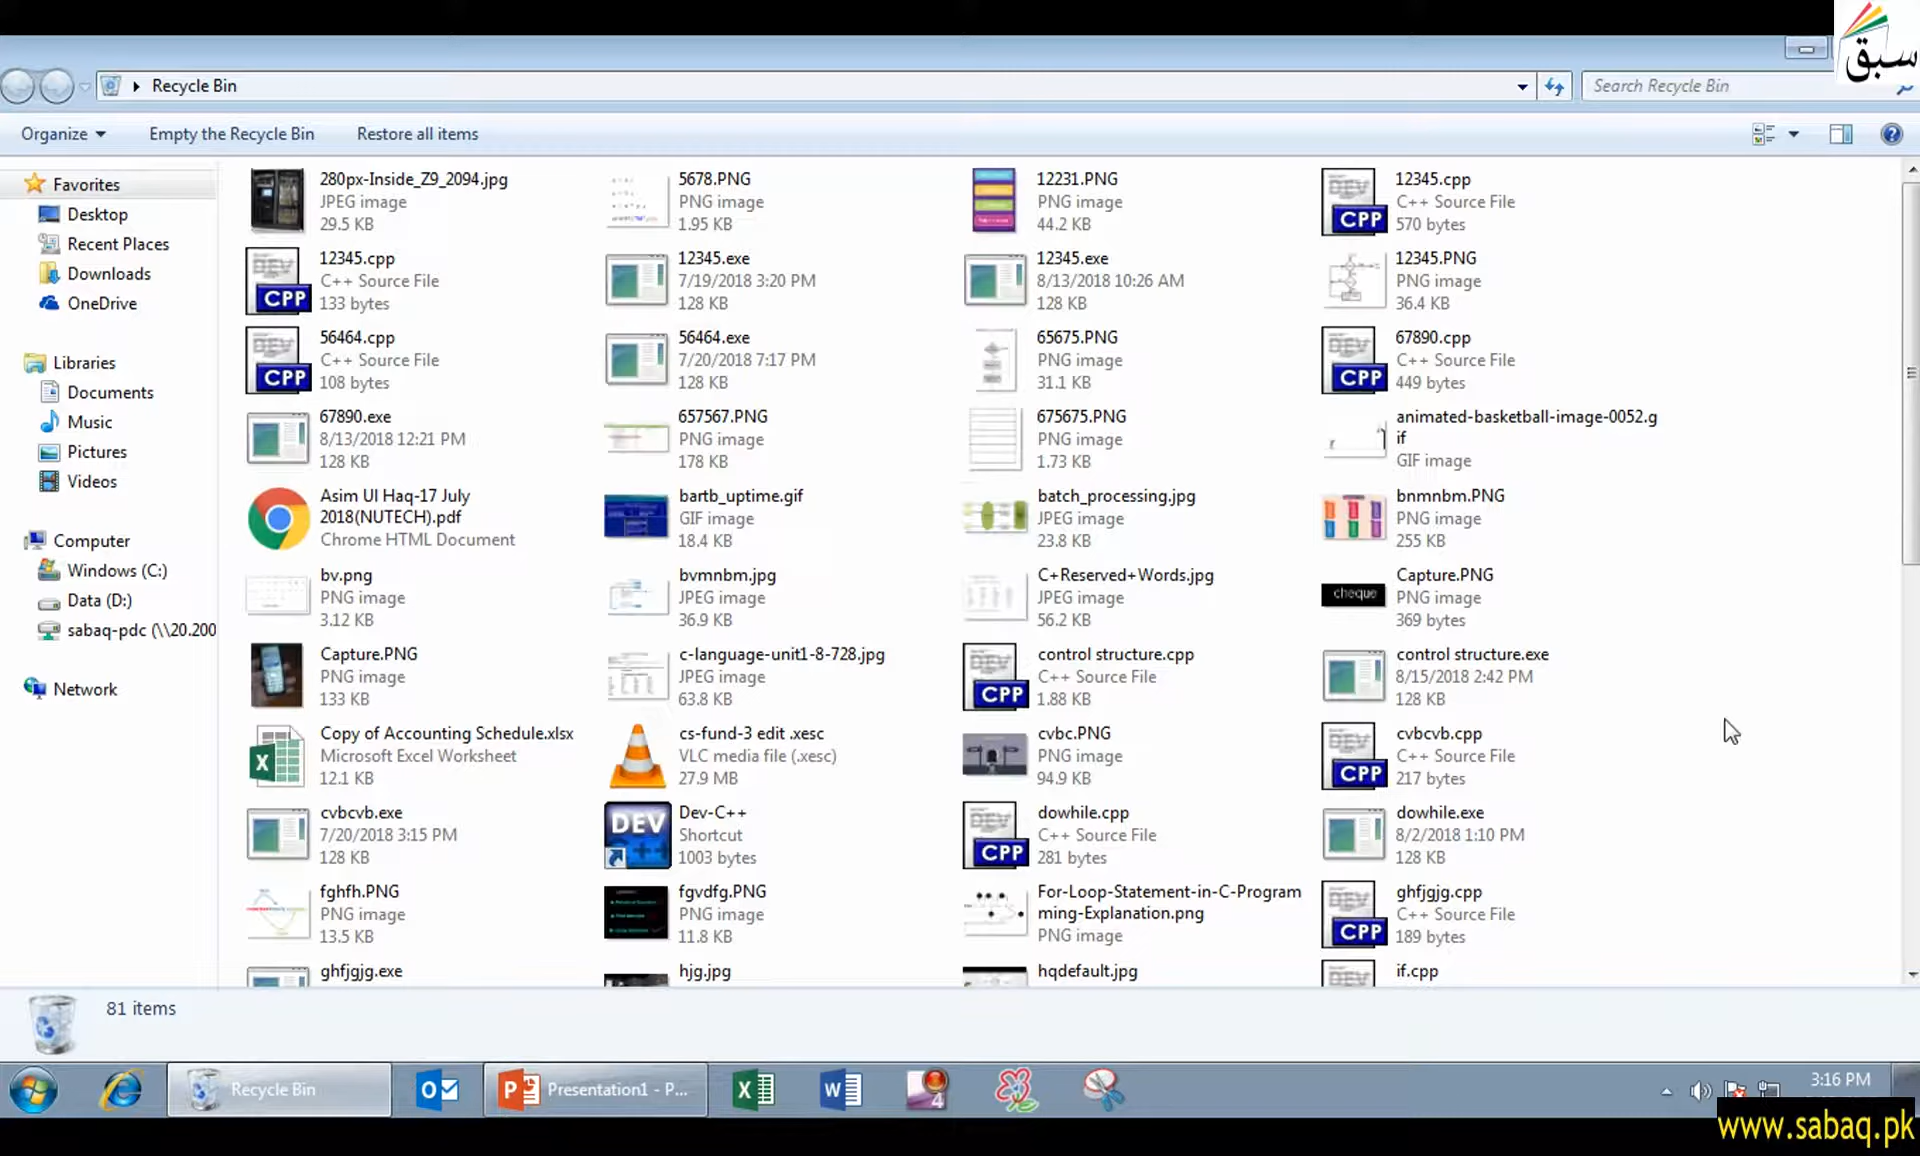 سبق
Recycle Bin
Search Recycle Bin
Organize
Empty the Recycle Bin
Restore all items
Favorites
Desktop
Recent Places
Downloads
OneDrive
Libraries
Documents
Music
Pictures
Videos
Computer
Windows (C:)
Data (D:)
sabaq-pdc (\\20.200
Network
280px-Inside_Z9_2094.jpg
JPEG image
29.5 KB
5678.PNG
PNG image
1.95 KB
12231.PNG
PNG image
44.2 KB
12345.cpp
C++ Source File
570 bytes
12345.cpp
C++ Source File
133 bytes
12345.exe
7/19/2018 3:20 PM
128 KB
12345.exe
8/13/2018 10:26 AM
128 KB
12345.PNG
PNG image
36.4 KB
56464.cpp
C++ Source File
108 bytes
56464.exe
7/20/2018 7:17 PM
128 KB
65675.PNG
PNG image
31.1 KB
67890.cpp
C++ Source File
449 bytes
67890.exe
8/13/2018 12:21 PM
128 KB
657567.PNG
PNG image
178 KB
675675.PNG
PNG image
1.73 KB
animated-basketball-image-0052.g
if
GIF image
Asim Ul Haq-17 July
2018(NUTECH).pdf
Chrome HTML Document
bartb_uptime.gif
GIF image
18.4 KB
batch_processing.jpg
JPEG image
23.8 KB
bnmnbm.PNG
PNG image
255 KB
bv.png
PNG image
3.12 KB
bvmnbm.jpg
JPEG image
36.9 KB
C+Reserved+Words.jpg
JPEG image
56.2 KB
cheque
Capture.PNG
PNG image
369 bytes
Capture.PNG
PNG image
133 KB
c-language-unit1-8-728.jpg
JPEG image
63.8 KB
control structure.cpp
C++ Source File
1.88 KB
control structure.exe
8/15/2018 2:42 PM
128 KB
Copy of Accounting Schedule.xlsx
Microsoft Excel Worksheet
12.1 KB
cs-fund-3 edit .xesc
VLC media file (.xesc)
27.9 MB
cvbc.PNG
PNG image
94.9 KB
cvbcvb.cpp
C++ Source File
217 bytes
cvbcvb.exe
7/20/2018 3:15 PM
128 KB
Dev-C++
Shortcut
1003 bytes
dowhile.cpp
C++ Source File
281 bytes
dowhile.exe
8/2/2018 1:10 PM
128 KB
fghfh.PNG
PNG image
13.5 KB
fgvdfg.PNG
PNG image
11.8 KB
For-Loop-Statement-in-C-Program
ming-Explanation.png
PNG image
ghfjgjg.cpp
C++ Source File
189 bytes
ghfjgjg.exe
hjg.jpg
hqdefault.jpg
if.cpp
81 items
Recycle Bin
Presentation1 - P...
3:16 PM
www.sabaq.pk